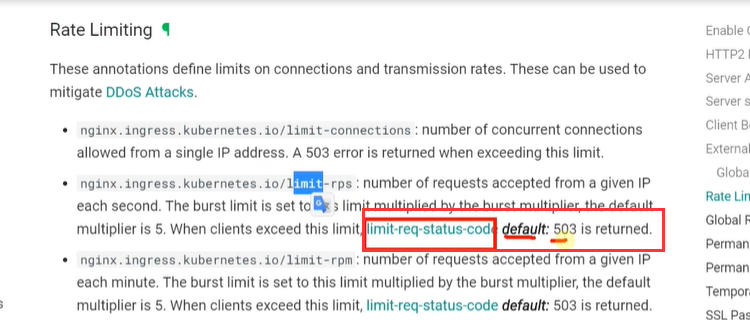 Rate Limiting ¶
These annotations define limits on connections and transmission rates. These can be used to
mitigate DDoS Attacks.
• nginx.ingress.kubernetes.io/limit-connections : number of concurrent connections
allowed from a single IP address. A 503 error is returned when exceeding this limit.
• nginx.ingress.kubernetes.io/limit-rps : number of requests accepted from a given IP
each second. The burst limit is set to limit multiplied by the burst multiplier, the default
multiplier is 5. When clients exceed this limit, limit-req-status-code default: 503 is returned.
• nginx.ingress.kubernetes.io/limit-rpm : number of requests accepted from a given IP
each minute. The burst limit is set to this limit multiplied by the burst multiplier, the default
multiplier is 5. When clients exceed this limit, limit-req-status-code default: 503 is returned.
s
Enable
HTTP2
Server
Server s
Client B
External
Globa
Rate Lim
Global R
Perman
Perman
Tempora
SSL Pas